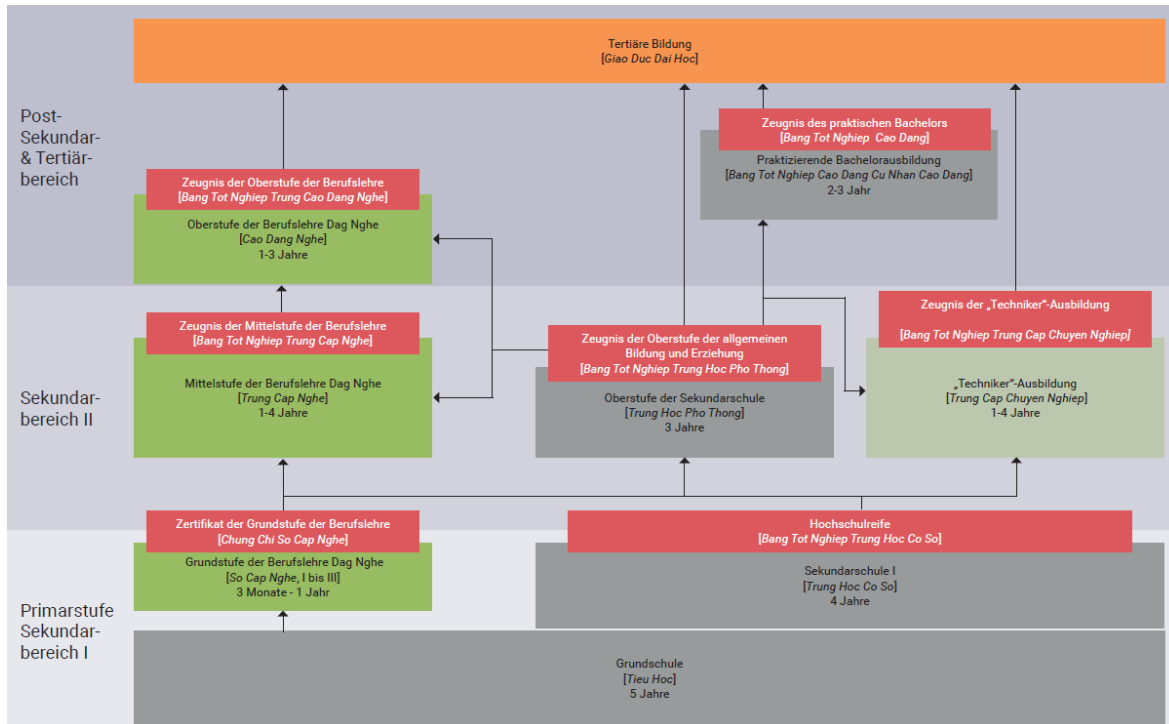 Tertiäre Bildung
[Giao Duc Dai Hoc]
Post-
Sekundar-
& Tertiär-
bereich
Zeugnis des praktischen Bachelors
[Bang Tot Nghiep Cao Dang]
Praktizierende Bachelorausbildung
[Bang Tot Nghiep Cao Dang Cu Nhan Cao Dang]
2-3 Jahr
Zeugnis der Oberstufe der Berufslehre
[Bang Tot Nghiep Trung Cao Dang Nghe]
Oberstufe der Berufslehre Dag Nghe
[Cao Dang Nghe]
1-3 Jahre
Sekundar-
bereich II
Zeugnis der Mittelstufe der Berufslehre
[Bang Tot Nghiep Trung Cap Nghe]
Mittelstufe der Berufslehre Dag Nghe
[Trung Cap Nghe]
1-4 Jahre
Zeugnis der Oberstufe der allgemeinen
Bildung und Erziehung
[Bang Tot Nghiep Trung Hoc Pho Thong]
Oberstufe der Sekundarschule
[Trung Hoc Pho Thong]
3 Jahre
Zeugnis der „Techniker"-Ausbildung
[Bang Tot Nghiep Trung Cap Chuyen Nghiep]
„Techniker"-Ausbildung
[Trung Cap Chuyen Nghiep]
1-4 Jahre
Primarstufe
Sekundar-
bereich I
Zertifikat der Grundstufe der Berufslehre
[Chung Chi So Cap Nghe]
Grundstufe der Berufslehre Dag Nghe
[So Cap Nghe, I bis III]
3 Monate - 1 Jahr
Hochschulreife
[Bang Tot Nghiep Trung Hoc Co So]
Sekundarschule I
[Trung Hoc Co So]
4 Jahre
Grundschule
[Tieu Hoc]
5 Jahre